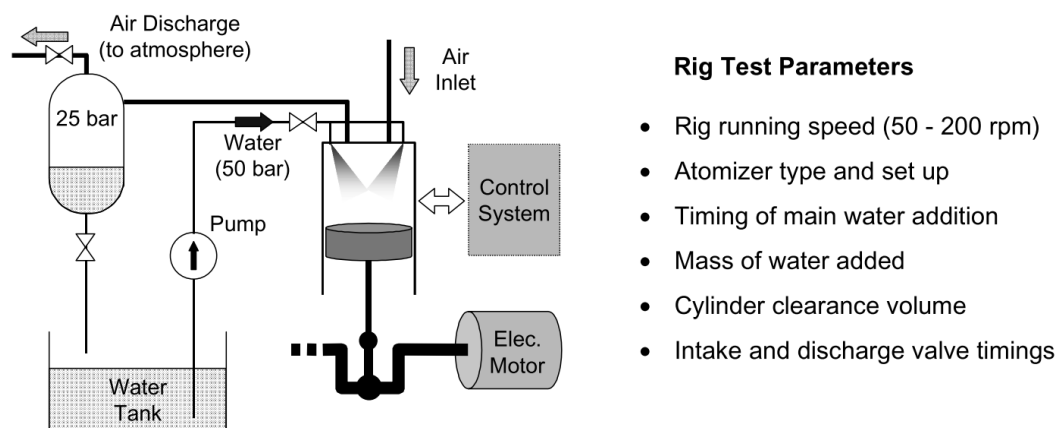 Air Discharge
(to atmosphere)
25 bar
Air
Inlet
Water
(50 bar)
Pump
Control
System
Elec.
Motor
Water
Tank
Rig Test Parameters
• Rig running speed (50 - 200 rpm)
• Atomizer type and set up
• Timing of main water addition
• Mass of water added
• Cylinder clearance volume
• Intake and discharge valve timings